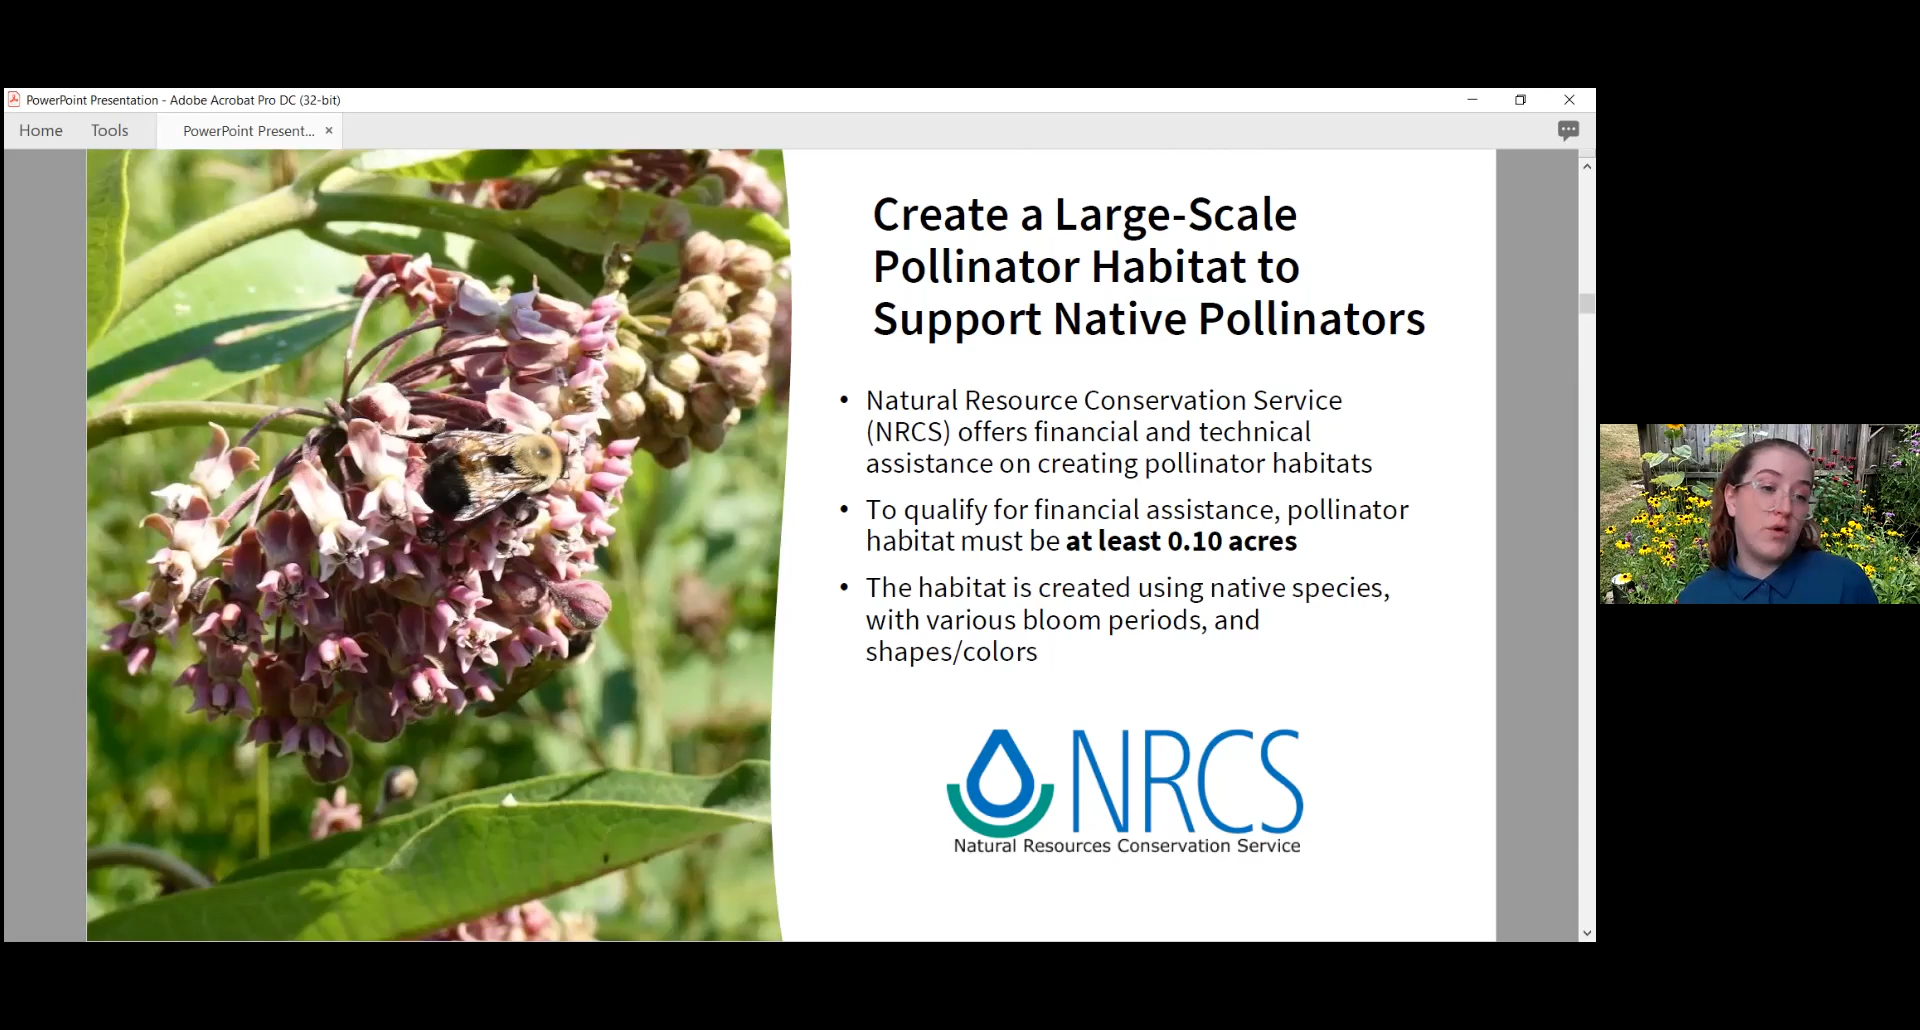 PowerPoint Presentation - Adobe Acrobat Pro DC (32-bit)
Home Tools PowerPoint Present... ×
Create a Large-Scale
Pollinator Habitat to
Support Native Pollinators
• Natural Resource Conservation Service
(NRCS) offers financial and technical
assistance on creating pollinator habitats
• To qualify for financial assistance, pollinator
habitat must be at least 0.10 acres
• The habitat is created using native species,
with various bloom periods, and
shapes/colors
NRCS
Natural Resources Conservation Service